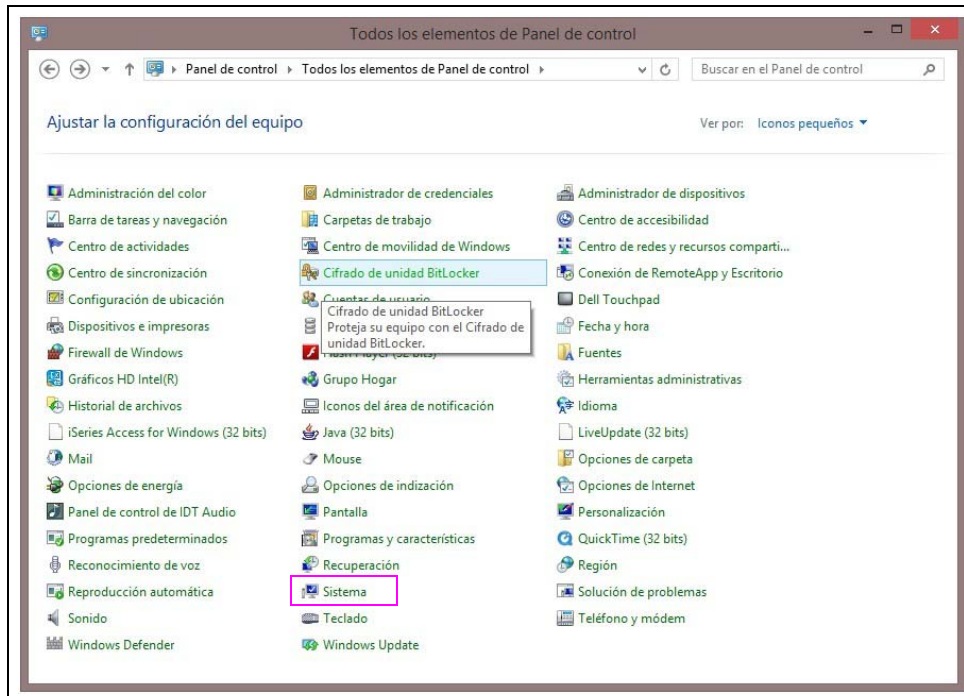 Todos los elementos de Panel de control
Panel de control Todos los elementos de Panel de control Buscar en el Panel de control
Ajustar la configuración del equipo Ver por: Iconos pequeños
Administración del color Administrador de credenciales Administrador de dispositivos
Barra de tareas y navegación Carpetas de trabajo Centro de accesibilidad
Centro de actividades Centro de movilidad de Windows Centro de redes y recursos comparti...
Centro de sincronización Cifrado de unidad BitLocker Conexión de RemoteApp y Escritorio
Configuración de ubicación Cuentas de usuario Dell Touchpad
Cifrado de unidad BitLocker
Dispositivos e impresoras Proteja su equipo con el Cifrado de Fecha y hora
unidad BitLocker.
Firewall de Windows Flash Player (32 bits) Fuentes
Gráficos HD Intel(R) Grupo Hogar Herramientas administrativas
Historial de archivos Iconos del área de notificación Idioma
iSeries Access for Windows (32 bits) Java (32 bits) LiveUpdate (32 bits)
Mail Mouse Opciones de carpeta
Opciones de energía Opciones de indización Opciones de Internet
Panel de control de IDT Audio Pantalla Personalización
Programas predeterminados Programas y características QuickTime (32 bits)
Reconocimiento de voz Recuperación Región
Reproducción automática Sistema Solución de problemas
Sonido Teclado Teléfono y módem
Windows Defender Windows Update